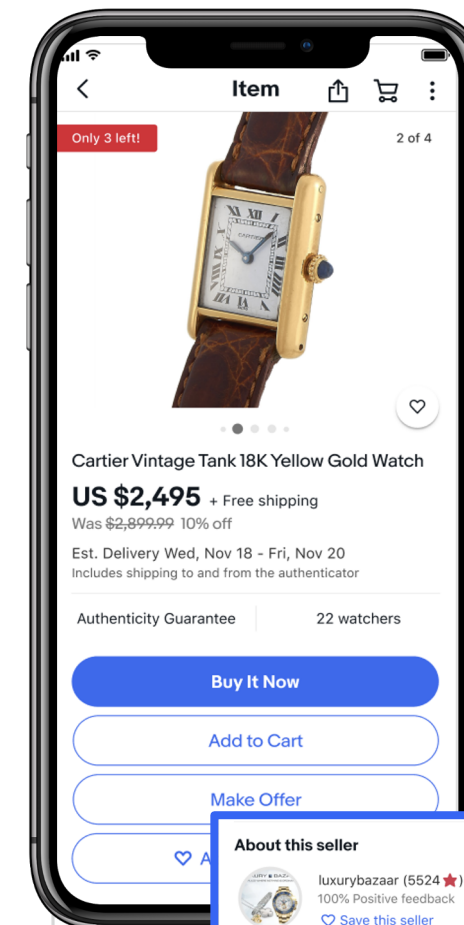 Item
Only 3 left!
2 of 4
CARTIER
Cartier Vintage Tank 18K Yellow Gold Watch
US $2,495 + Free shipping
Was $2,899.99 10% off
Est. Delivery Wed, Nov 18 - Fri, Nov 20
Includes shipping to and from the authenticator
Authenticity Guarantee
22 watchers
Buy It Now
Add to Cart
Make Offer
A
About this seller
luxurybazaar (5524)
100% Positive feedback
Save this seller